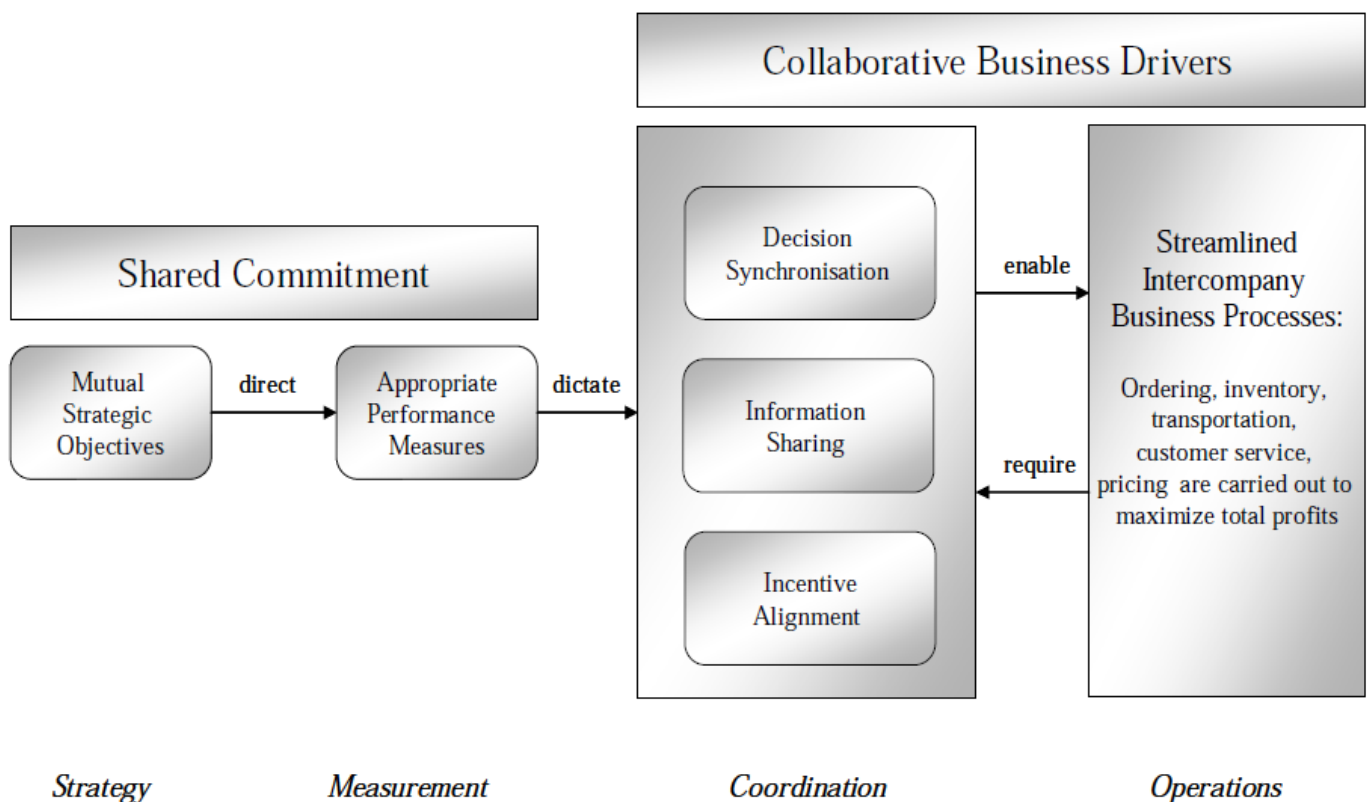 Collaborative Business Drivers
Shared Commitment
Mutual
Strategic
Objectives
direct
Appropriate
Performance
Measures
dictate
Decision
Synchronisation
Information
Sharing
Incentive
Alignment
enable
require
Streamlined
Intercompany
Business Processes:
Ordering, inventory,
transportation,
customer service,
pricing are carried out to
maximize total profits
Strategy
Measurement
Coordination
Operations